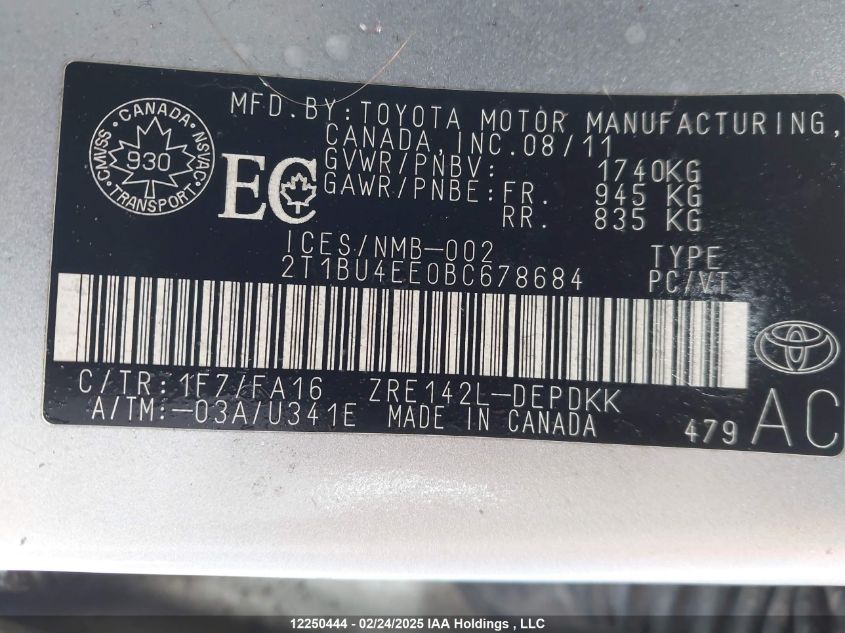 MFD.BY:TOYOTA MOTOR MANUFACTURING,
CANADA,INC.08/11
GVWR/PNBV: 1740KG
GAWR/PNBE:FR. 945 KG
RR. 835 KG
CANADA
CMVSS 930 NSVAC
TRANSPORT
EC
ICES/NMB-002 TYPE
2T1BU4EE0BC678684 PC/VT
C/TR:1F7/FA16 ZRE142L-DEPDKK
A/TM:-03A/U341E MADE IN CANADA 479 AC
12250444 - 02/24/2025 IAA Holdings , LLC